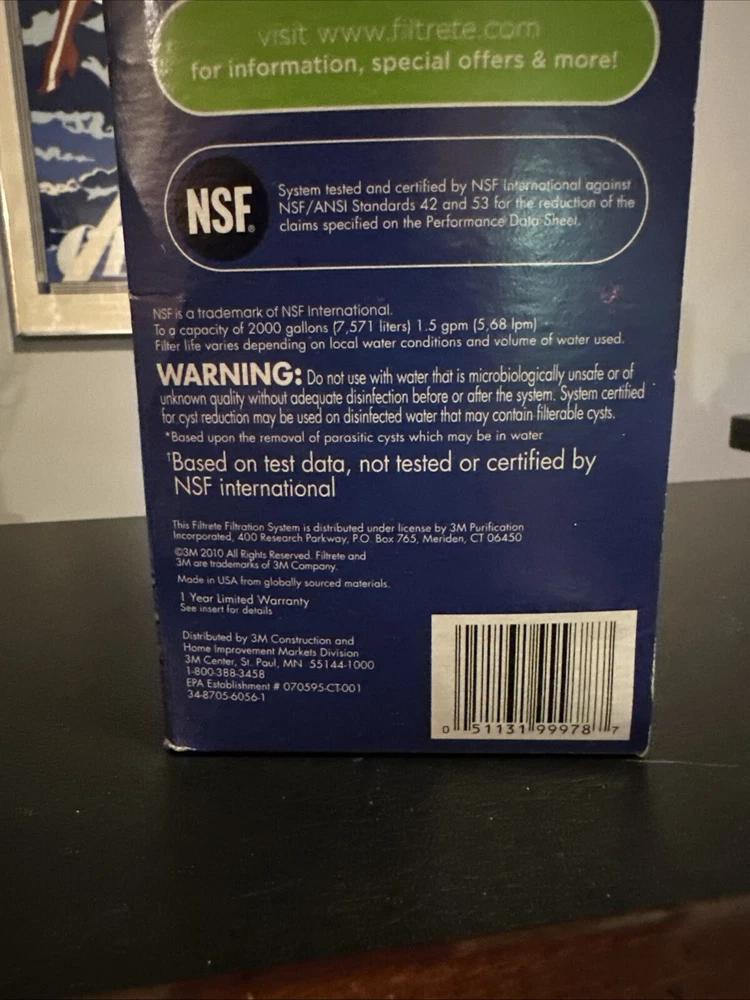 visit www.filtrete.com
for information, special offers & more!
NSF®
System tested and certified by NSF International against
NSF/ANSI Standards 42 and 53 for the reduction of the
claims specified on the Performance Data Sheet.
NSF is a trademark of NSF International.
To a capacity of 2000 gallons (7,571 liters) 1.5 gpm (5,68 lpm)
Filter life varies depending on local water conditions and volume of water used.
WARNING: Do not use with water that is microbiologically unsafe or of
unknown quality without adequate disinfection before or after the system. System certified
for cyst reduction may be used on disinfected water that may contain filterable cysts.
*Based upon the removal of parasitic cysts which may be in water
†Based on test data, not tested or certified by
NSF international
This Filtrete Filtration System is distributed under license by 3M Purification
Incorporated, 400 Research Parkway, P.O. Box 765, Meriden, CT 06450
©3M 2010 All Rights Reserved. Filtrete and
3M are trademarks of 3M Company.
Made in USA from globally sourced materials.
1 Year Limited Warranty
See insert for details
Distributed by 3M Construction and
Home Improvement Markets Division
3M Center, St. Paul, MN 55144-1000
1-800-388-3458
EPA Establishment # 070595-CT-001
34-8705-6056-1
0 51131 99978 7